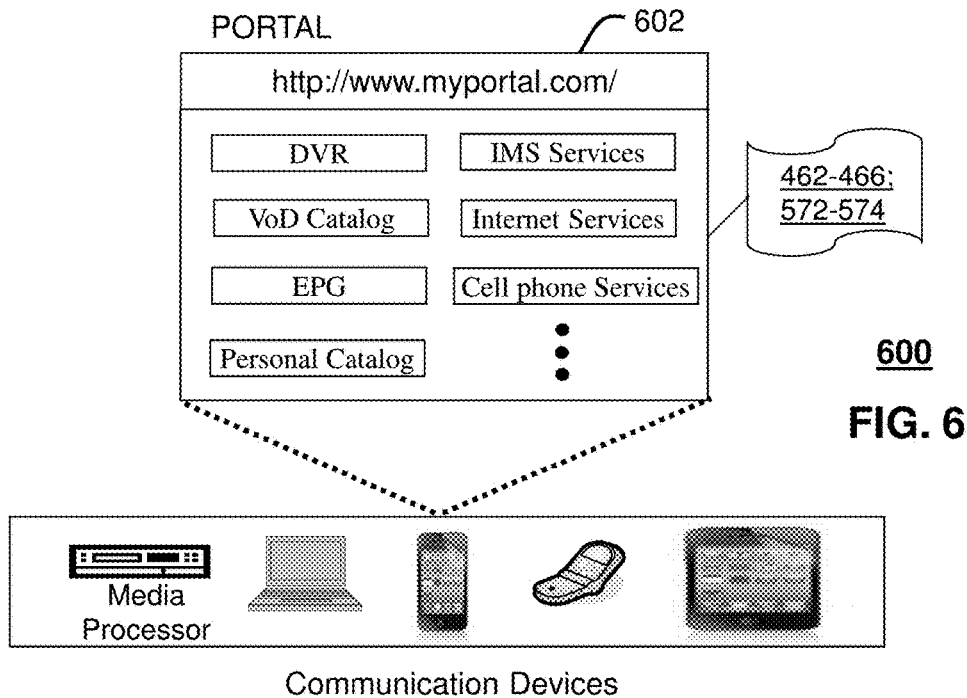 PORTAL
602
http://www.myportal.com/
DVR
IMS Services
VoD Catalog
Internet Services
EPG
Cell phone Services
Personal Catalog
462-466;
572-574
600
FIG. 6
Media
Processor
Communication Devices